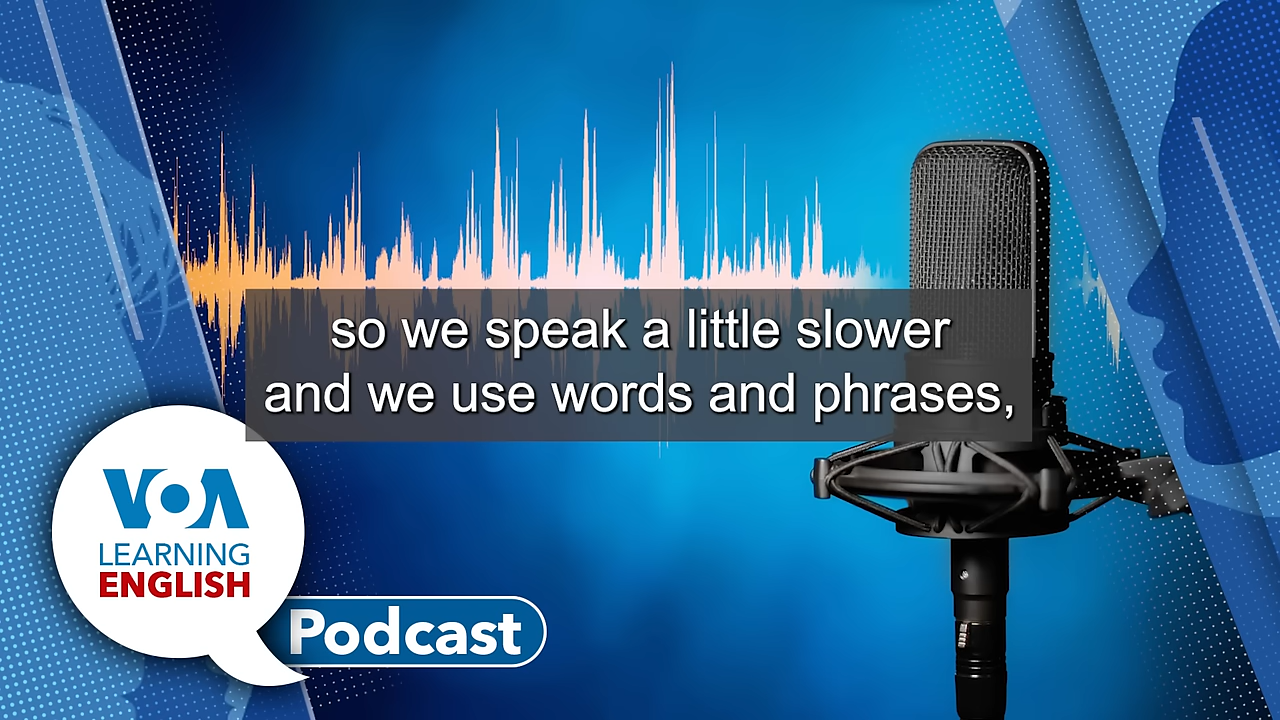 so we speak a little slower
and we use words and phrases,
VOA
LEARNING
ENGLISH
Podcast